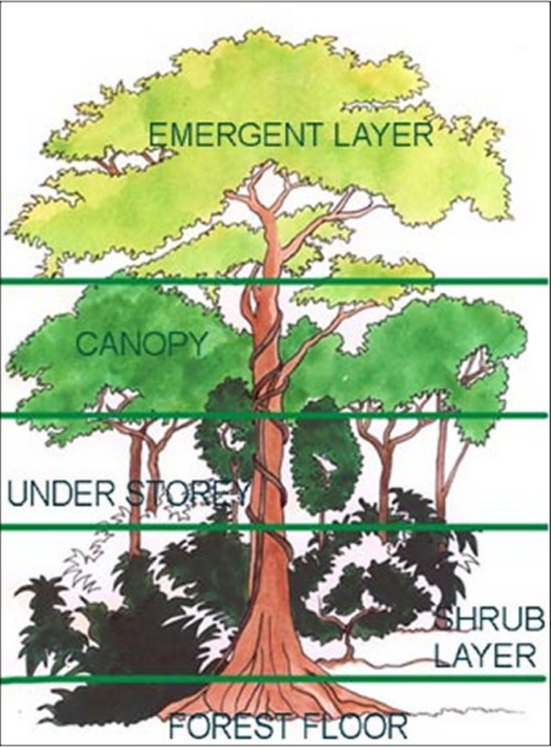 EMERGENT LAYER
CANOPY
UNDER STOREY
SHRUB
LAYER
FOREST FLOOR